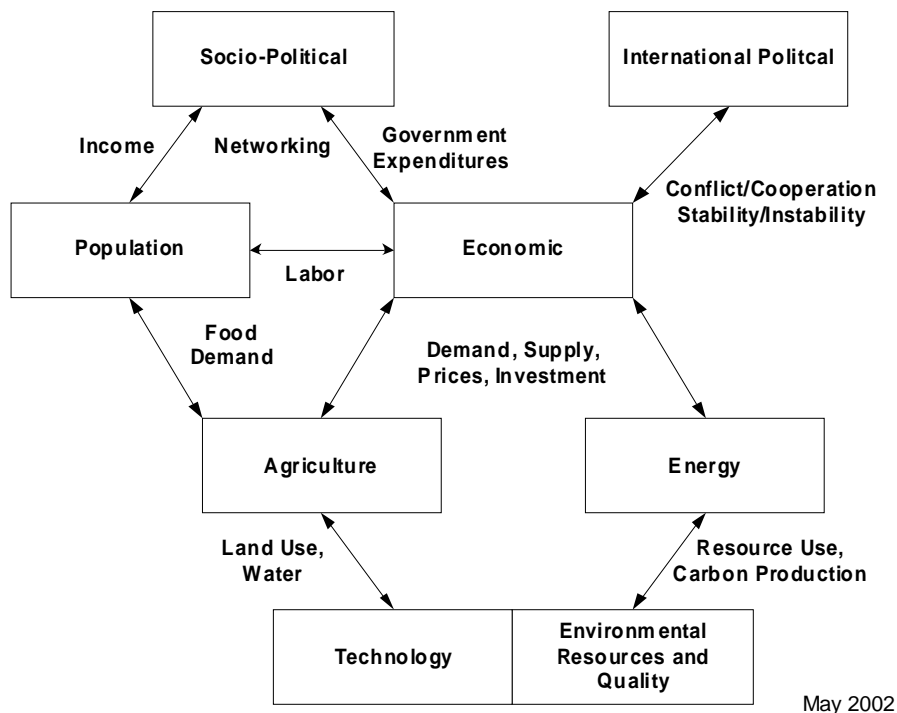 Socio-Political
International Politcal
Income
Networking
Government
Expenditures
Conflict/Cooperation
Stability/Instability
Population
Economic
Labor
Food
Demand
Demand, Supply,
Prices, Investment
Agriculture
Energy
Land Use,
Water
Resource Use,
Carbon Production
Technology
Environmental
Resources and
Quality
May 2002